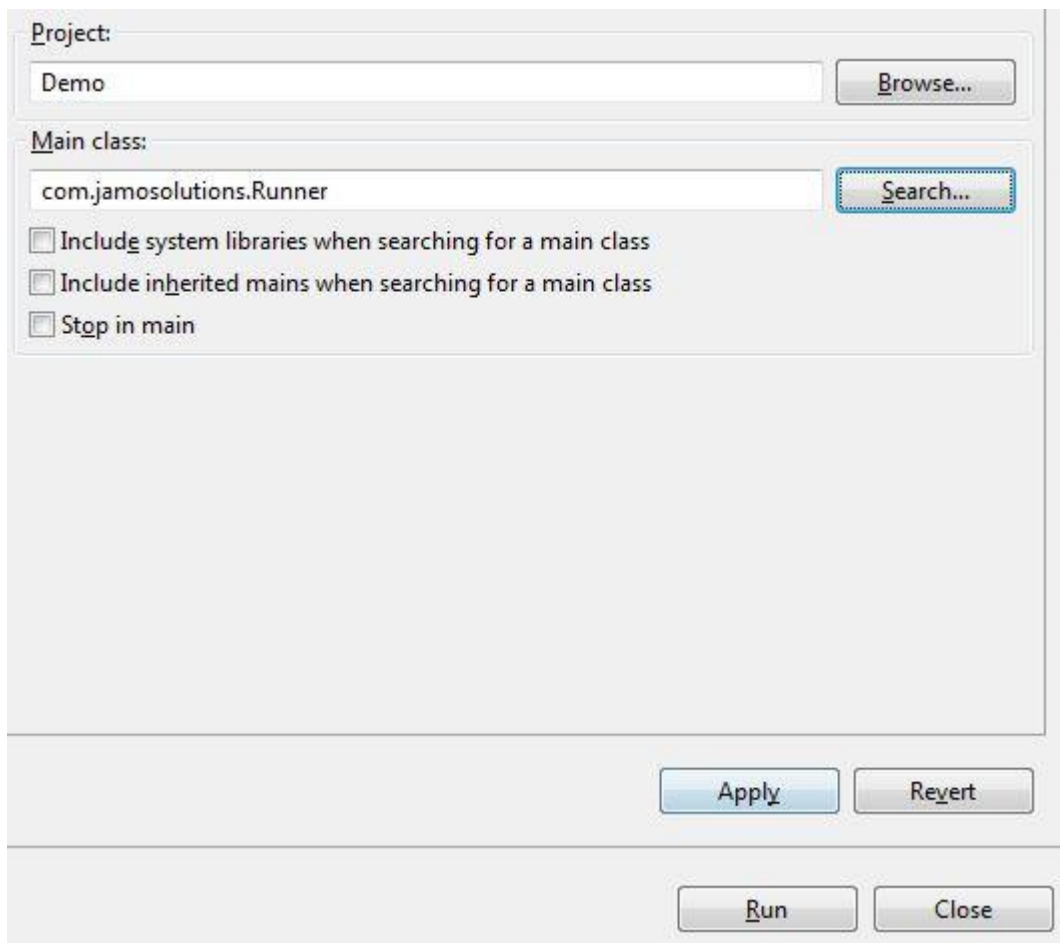 Project:
Demo
Browse...
Main class:
com.jamosolutions.Runner
Search...
Include system libraries when searching for a main class
Include inherited mains when searching for a main class
Stop in main
Apply
Revert
Run
Close